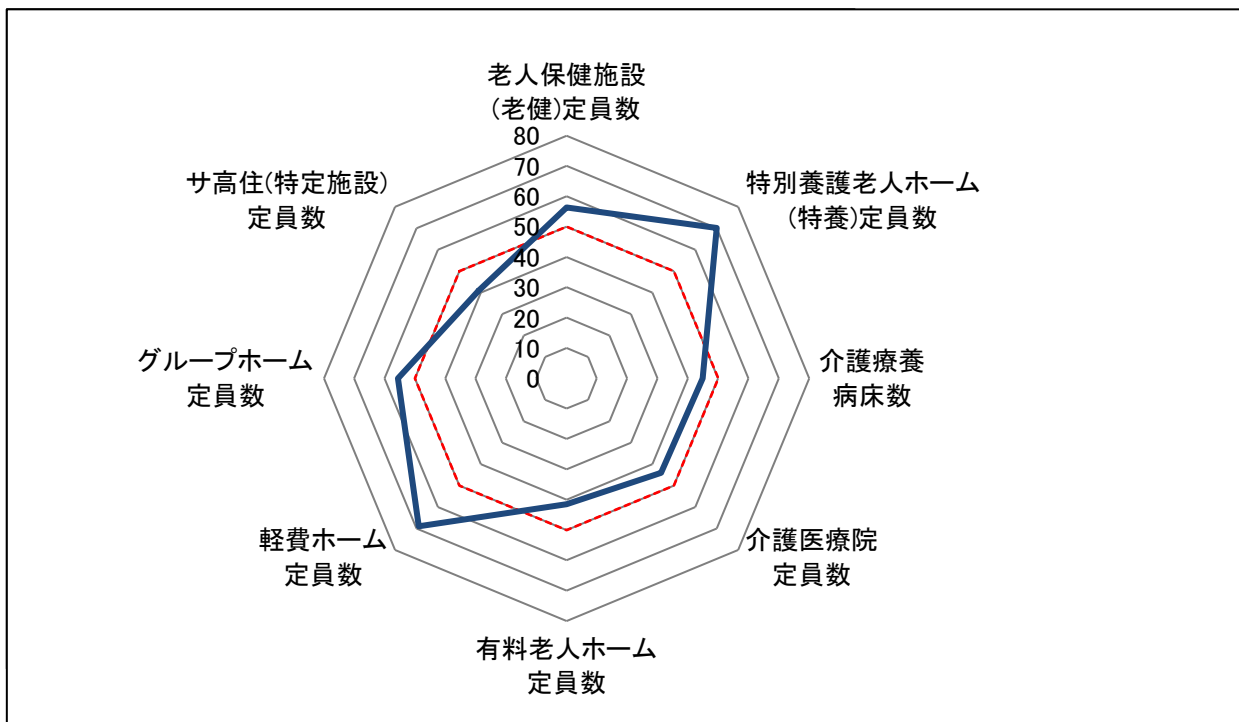 老人保健施設
(老健)定員数
80
70
60
50
40
30
20
10
0
特別養護老人ホーム
(特養)定員数
介護療養
病床数
介護医療院
定員数
有料老人ホーム
定員数
軽費ホーム
定員数
グループホーム
定員数
サ高住(特定施設)
定員数